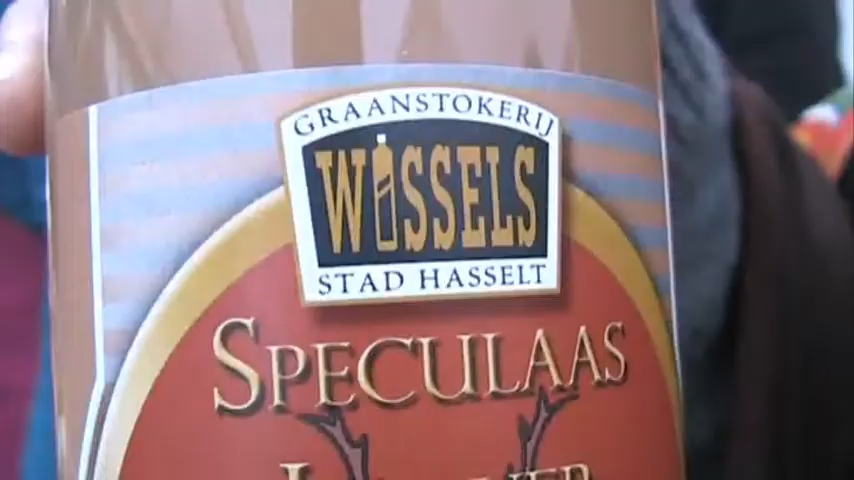 GRAANSTOKERIJ
WISSELS
STAD HASSELT
SPECULAAS